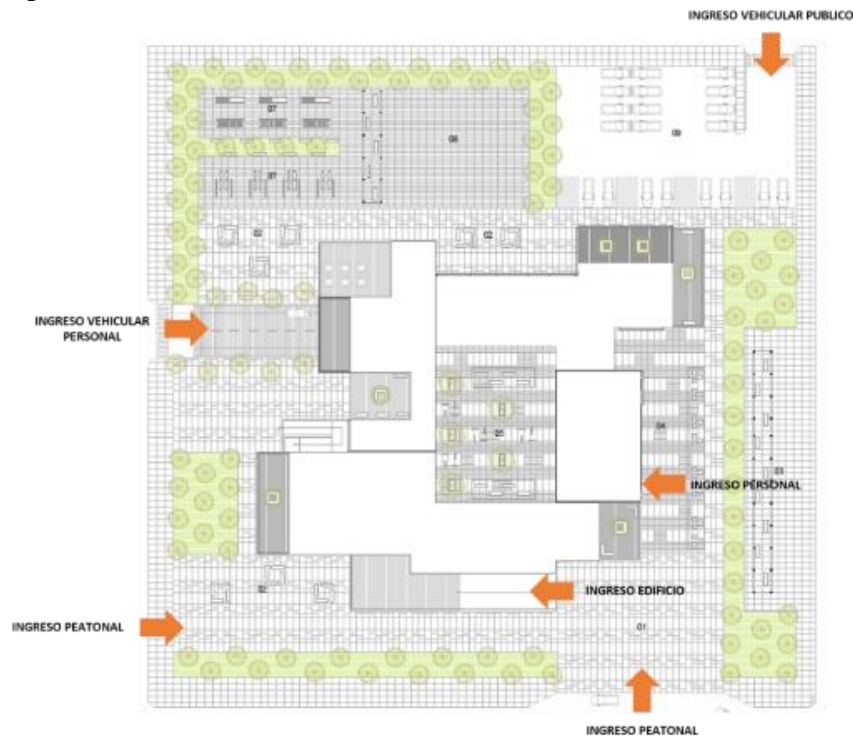 INGRESO VEHICULAR PUBLICO
07
08
09
07
02
02
INGRESO VEHICULAR
PERSONAL
05
04
03
INGRESO PERSONAL
02
INGRESO EDIFICIO
INGRESO PEATONAL
01
INGRESO PEATONAL